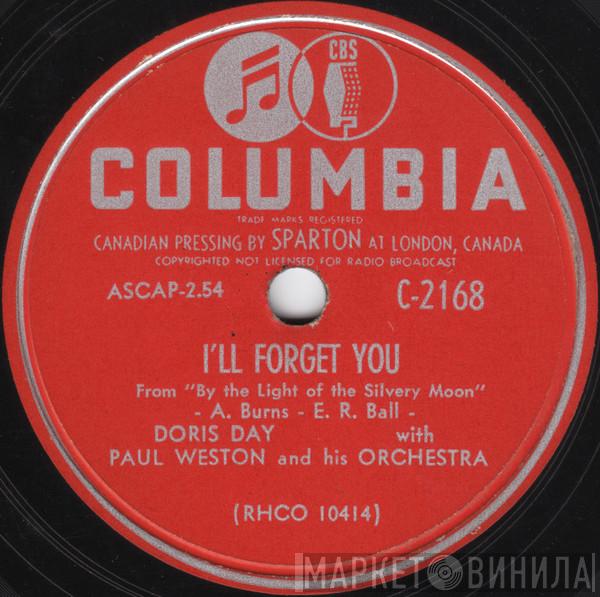 CBS
COLUMBIA
TRADE MARKS REGISTERED
CANADIAN PRESSING BY SPARTON AT LONDON, CANADA
COPYRIGHTED NOT LICENSED FOR RADIO BROADCAST
ASCAP-2.54
C-2168
I'LL FORGET YOU
From "By the Light of the Silvery Moon"
- A. Burns - E. R. Ball -
DORIS DAY with
PAUL WESTON and his ORCHESTRA
(RHCO 10414)
МАРКЕТ ВИНИЛА